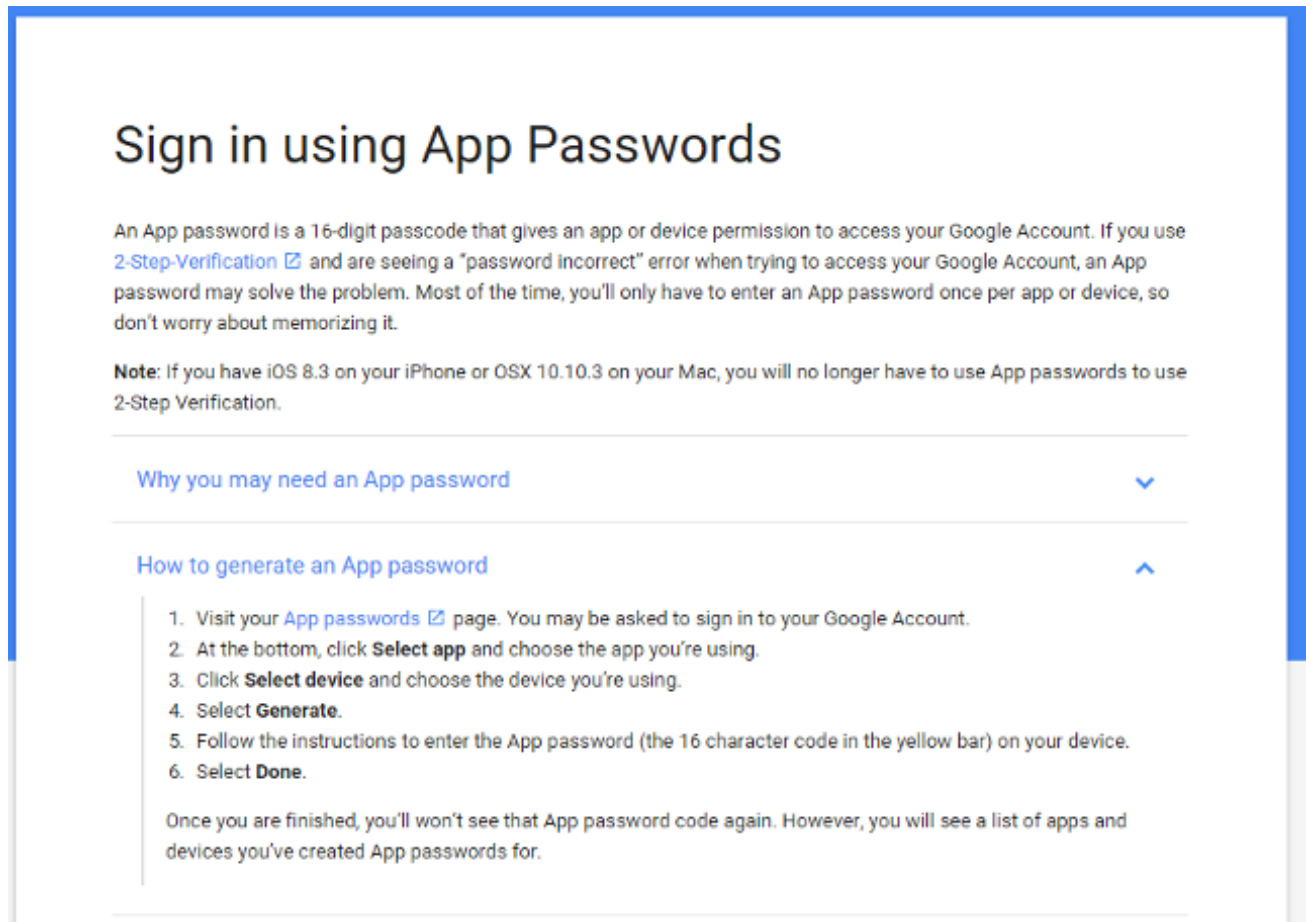 Sign in using App Passwords
An App password is a 16-digit passcode that gives an app or device permission to access your Google Account. If you use
2-Step-Verification and are seeing a “password incorrect” error when trying to access your Google Account, an App
password may solve the problem. Most of the time, you’ll only have to enter an App password once per app or device, so
don’t worry about memorizing it.
Note: If you have iOS 8.3 on your iPhone or OSX 10.10.3 on your Mac, you will no longer have to use App passwords to use
2-Step Verification.
Why you may need an App password
How to generate an App password
1. Visit your App passwords page. You may be asked to sign in to your Google Account.
2. At the bottom, click Select app and choose the app you’re using.
3. Click Select device and choose the device you’re using.
4. Select Generate.
5. Follow the instructions to enter the App password (the 16 character code in the yellow bar) on your device.
6. Select Done.
Once you are finished, you’ll won’t see that App password code again. However, you will see a list of apps and
devices you’ve created App passwords for.